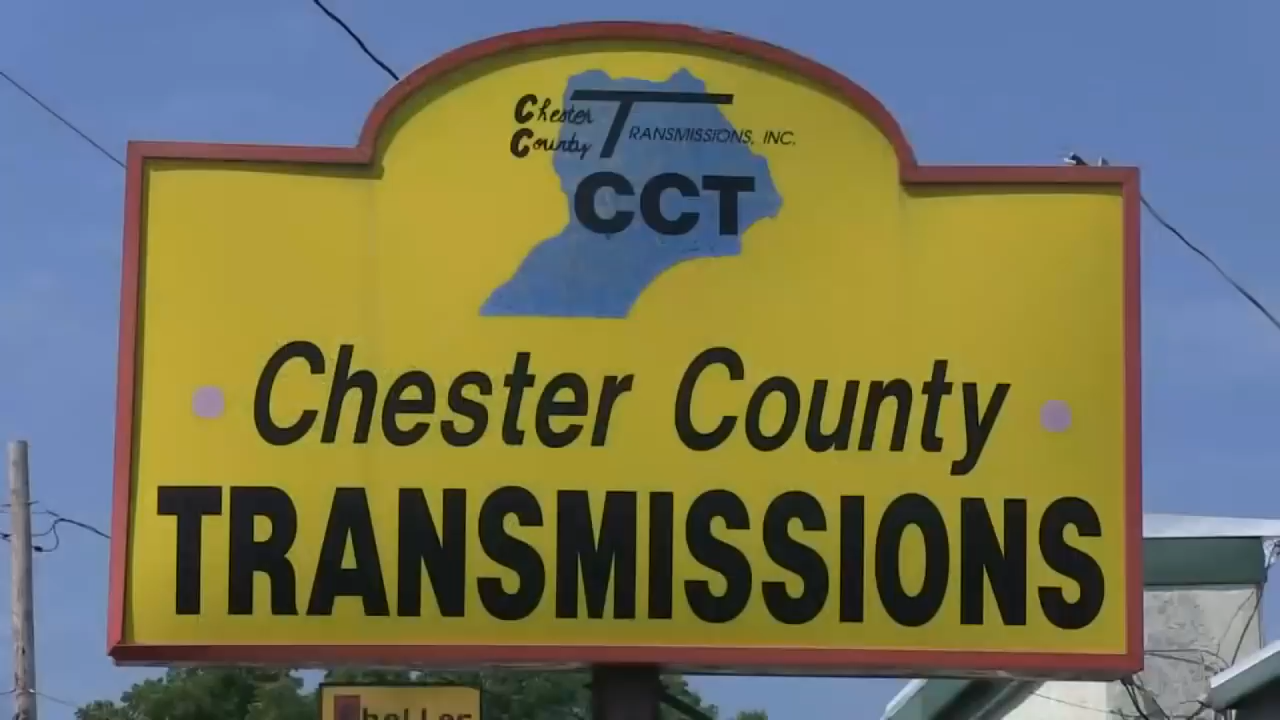 Chester
County
TRANSMISSIONS, INC.
CCT
Chester County
TRANSMISSIONS